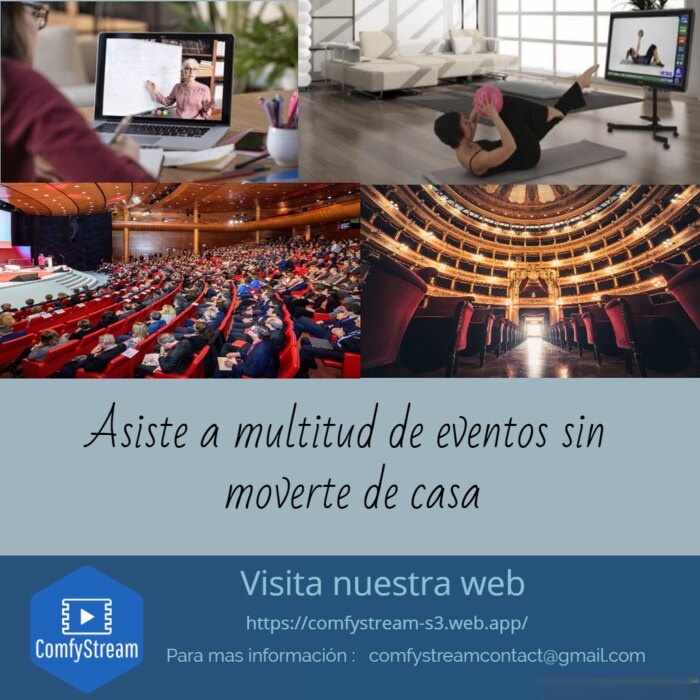 Asiste a multitud de eventos sin
moverte de casa
Visita nuestra web
https://comfystream-s3.web.app/
ComfyStream
Para mas información : comfystreamcontact@gmail.com